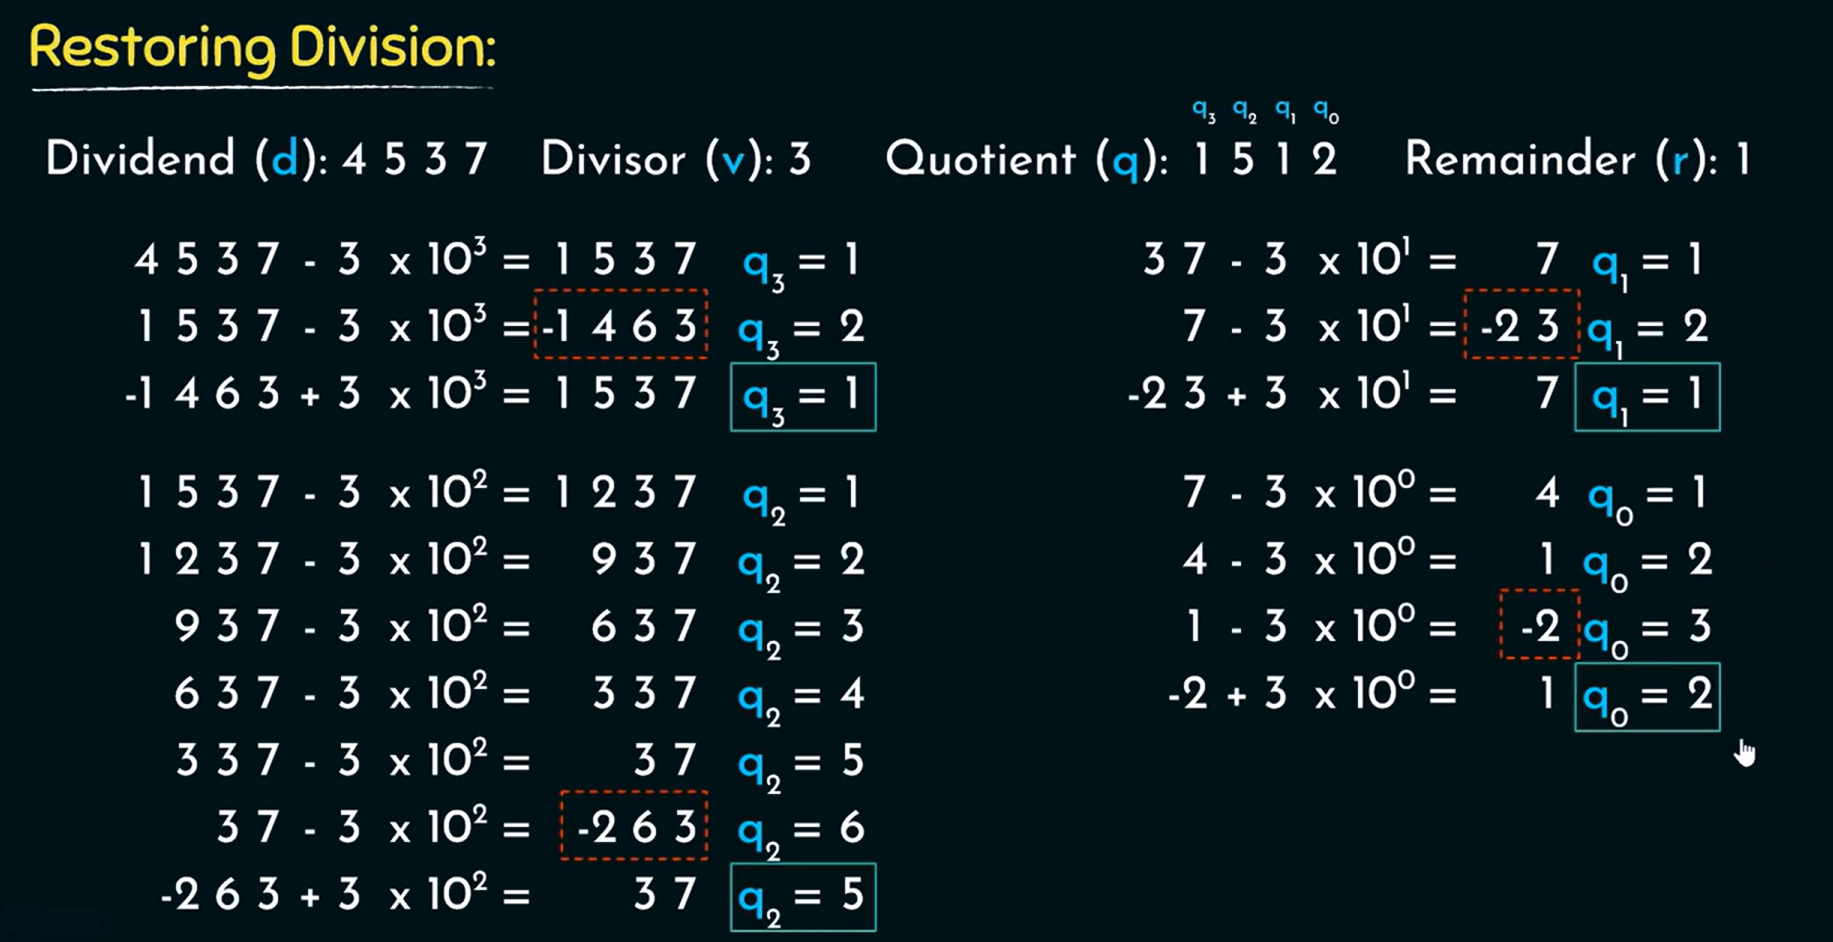 Restoring Division:
q₃ q₂ q₁ q₀
Dividend (d): 4 5 3 7 Divisor (v): 3 Quotient (q): 1 5 1 2 Remainder (r): 1
4 5 3 7 - 3 x 10³ = 1 5 3 7 q₃ = 1
1 5 3 7 - 3 x 10³ = -1 4 6 3 q₃ = 2
-1 4 6 3 + 3 x 10³ = 1 5 3 7 q₃ = 1
1 5 3 7 - 3 x 10² = 1 2 3 7 q₂ = 1
1 2 3 7 - 3 x 10² = 9 3 7 q₂ = 2
9 3 7 - 3 x 10² = 6 3 7 q₂ = 3
6 3 7 - 3 x 10² = 3 3 7 q₂ = 4
3 3 7 - 3 x 10² = 3 7 q₂ = 5
3 7 - 3 x 10² = -2 6 3 q₂ = 6
-2 6 3 + 3 x 10² = 3 7 q₂ = 5
3 7 - 3 x 10¹ = 7 q₁ = 1
7 - 3 x 10¹ = -2 3 q₁ = 2
-2 3 + 3 x 10¹ = 7 q₁ = 1
7 - 3 x 10⁰ = 4 q₀ = 1
4 - 3 x 10⁰ = 1 q₀ = 2
1 - 3 x 10⁰ = -2 q₀ = 3
-2 + 3 x 10⁰ = 1 q₀ = 2